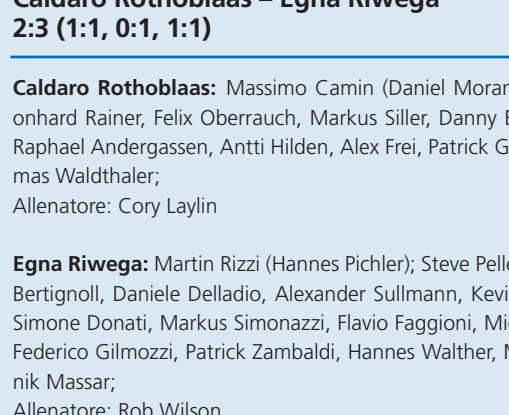 Caldaro Rothoblaas – Egna Riwega
2:3 (1:1, 0:1, 1:1)
Caldaro Rothoblaas: Massimo Camin (Daniel Moran
onhard Rainer, Felix Oberrauch, Markus Siller, Danny
Raphael Andergassen, Antti Hilden, Alex Frei, Patrick G
mas Waldthaler;
Allenatore: Cory Laylin
Egna Riwega: Martin Rizzi (Hannes Pichler); Steve Pelle
Bertignoll, Daniele Delladio, Alexander Sullmann, Kevi
Simone Donati, Markus Simonazzi, Flavio Faggioni, Mi
Federico Gilmozzi, Patrick Zambaldi, Hannes Walther,
nik Massar;
Allenatore: Rob Wilson